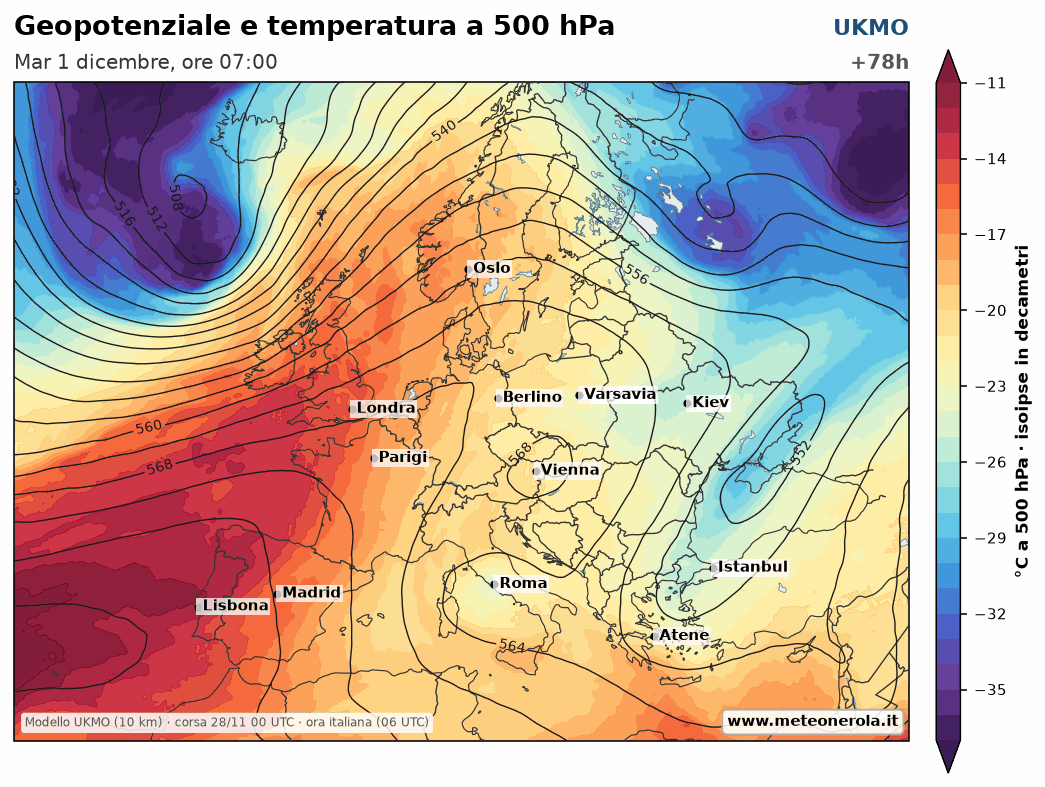 Geopotenziale e temperatura a 500 hPa
UKMO
Mar 1 dicembre, ore 07:00
+78h
540
508
516
512
556
Oslo
Londra
Berlino
Varsavia
Kiev
560
568
Parigi
568
Vienna
552
Istanbul
Roma
Madrid
Lisbona
Atene
564
Modello UKMO (10 km) · corsa 28/11 00 UTC · ora italiana (06 UTC)
www.meteonerola.it
−11
−14
−17
−20
−23
−26
−29
−32
−35
°C a 500 hPa · isoipse in decametri